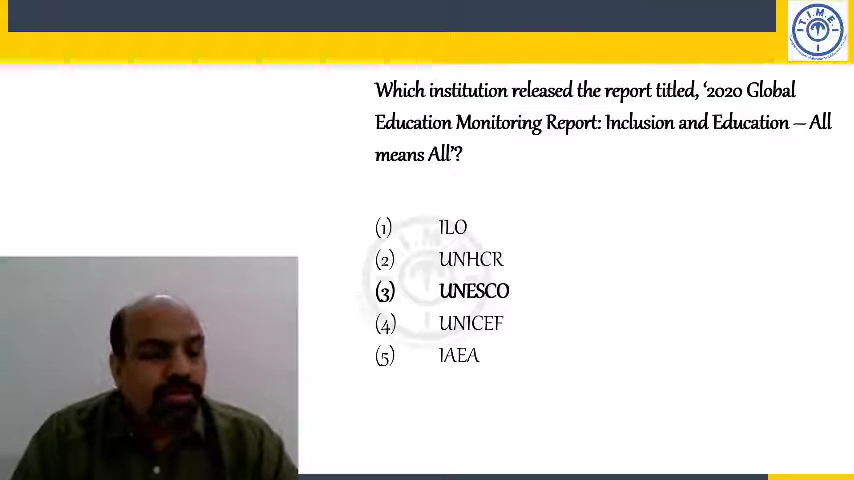 T.I.M.E.
Which institution released the report titled, ‘2020 Global
Education Monitoring Report: Inclusion and Education – All
means All’?
(1) ILO
(2) UNHCR
(3) UNESCO
(4) UNICEF
(5) IAEA